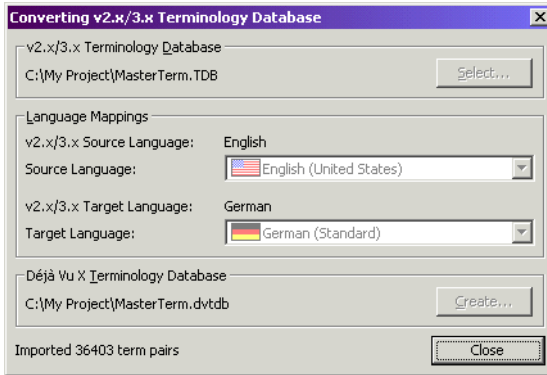 Converting v2.x/3.x Terminology Database
v2.x/3.x Terminology Database
C:\My Project\MasterTerm.TDB
Select...
Language Mappings
v2.x/3.x Source Language: English
Source Language: English (United States)
v2.x/3.x Target Language: German
Target Language: German (Standard)
Déjà Vu X Terminology Database
C:\My Project\MasterTerm.dvtdb
Create...
Imported 36403 term pairs
Close